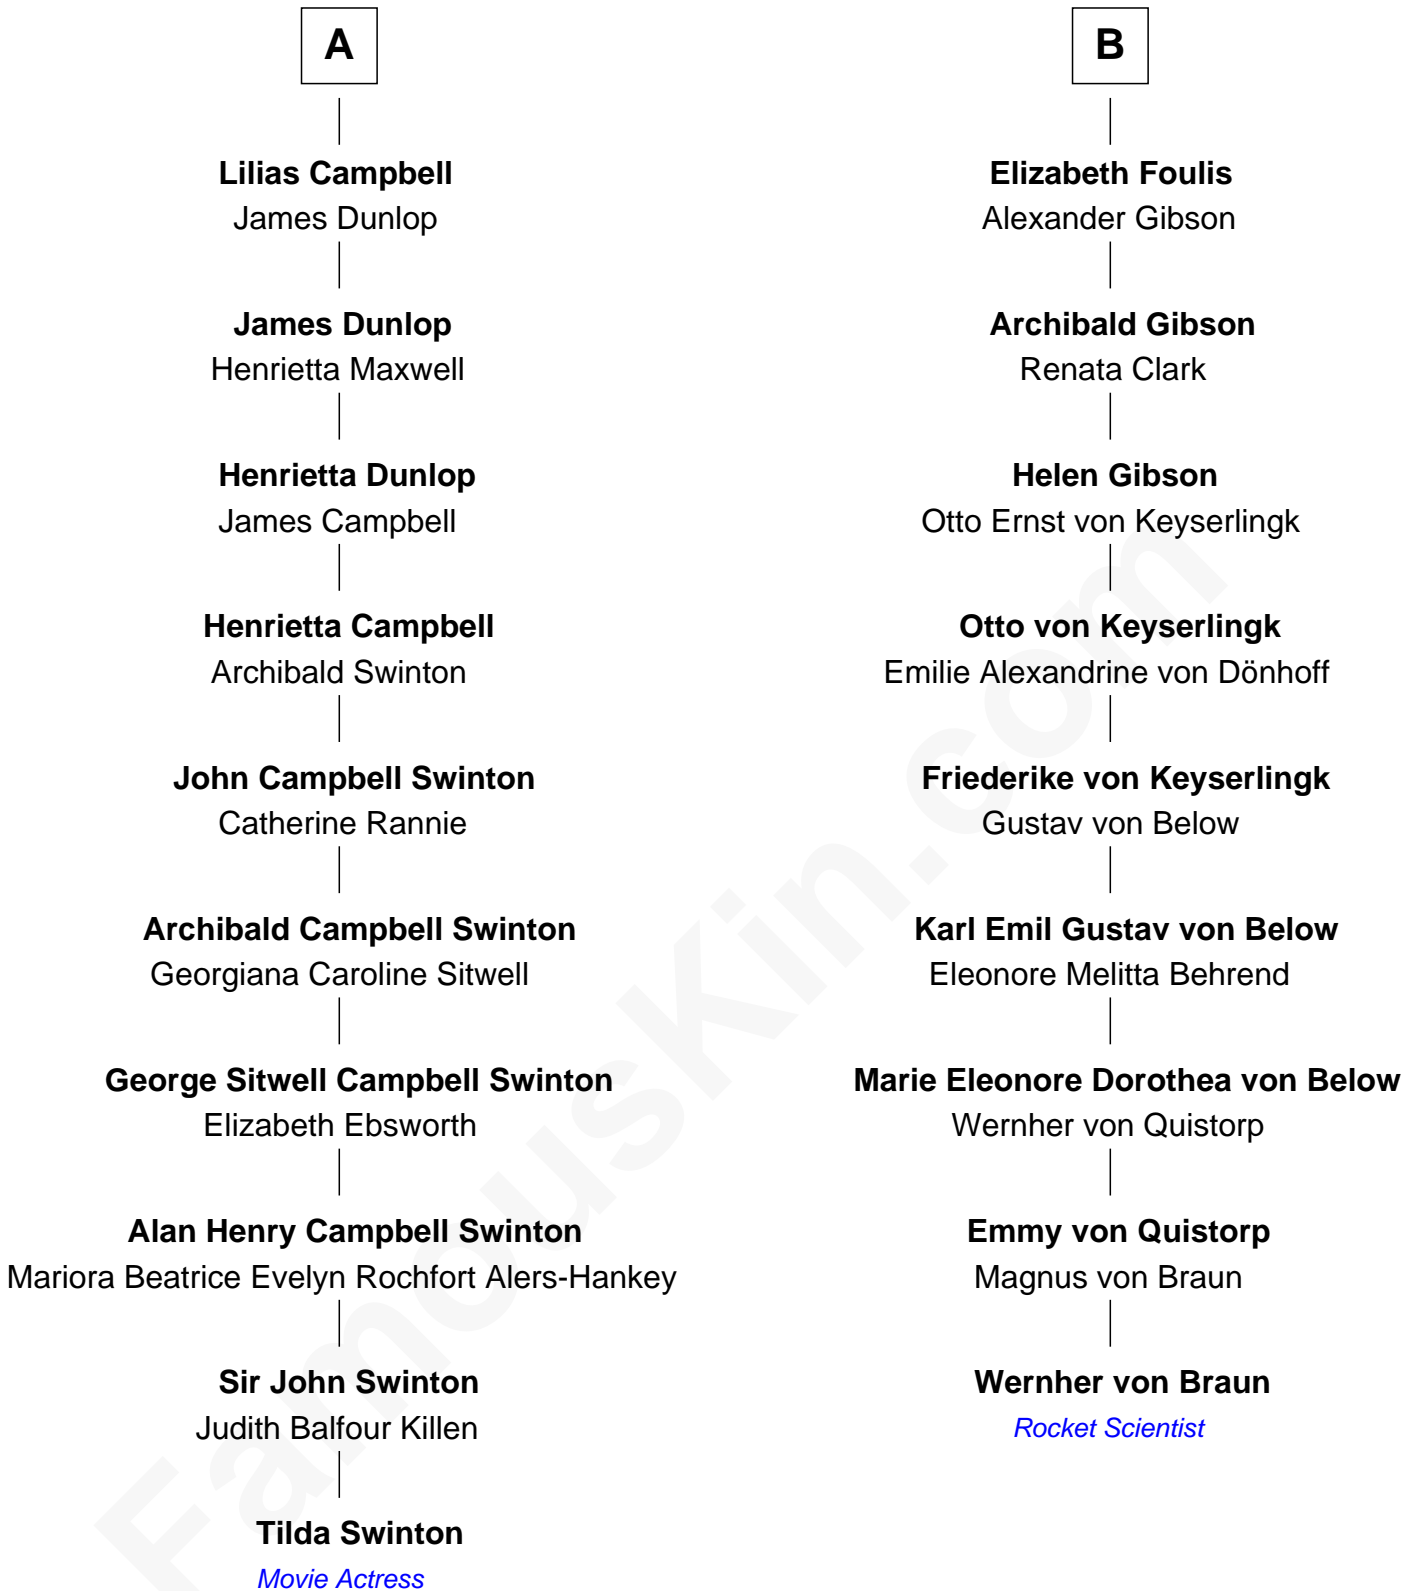 A
Lilias Campbell
James Dunlop
James Dunlop
Henrietta Maxwell
Henrietta Dunlop
James Campbell
Henrietta Campbell
Archibald Swinton
John Campbell Swinton
Catherine Rannie
Archibald Campbell Swinton
Georgiana Caroline Sitwell
George Sitwell Campbell Swinton
Elizabeth Ebsworth
Alan Henry Campbell Swinton
Mariora Beatrice Evelyn Rochfort Alers-Hankey
Sir John Swinton
Judith Balfour Killen
Tilda Swinton
Movie Actress
B
Elizabeth Foulis
Alexander Gibson
Archibald Gibson
Renata Clark
Helen Gibson
Otto Ernst von Keyserlingk
Otto von Keyserlingk
Emilie Alexandrine von Dönhoff
Friederike von Keyserlingk
Gustav von Below
Karl Emil Gustav von Below
Eleonore Melitta Behrend
Marie Eleonore Dorothea von Below
Wernher von Quistorp
Emmy von Quistorp
Magnus von Braun
Wernher von Braun
Rocket Scientist
FamousKin.com